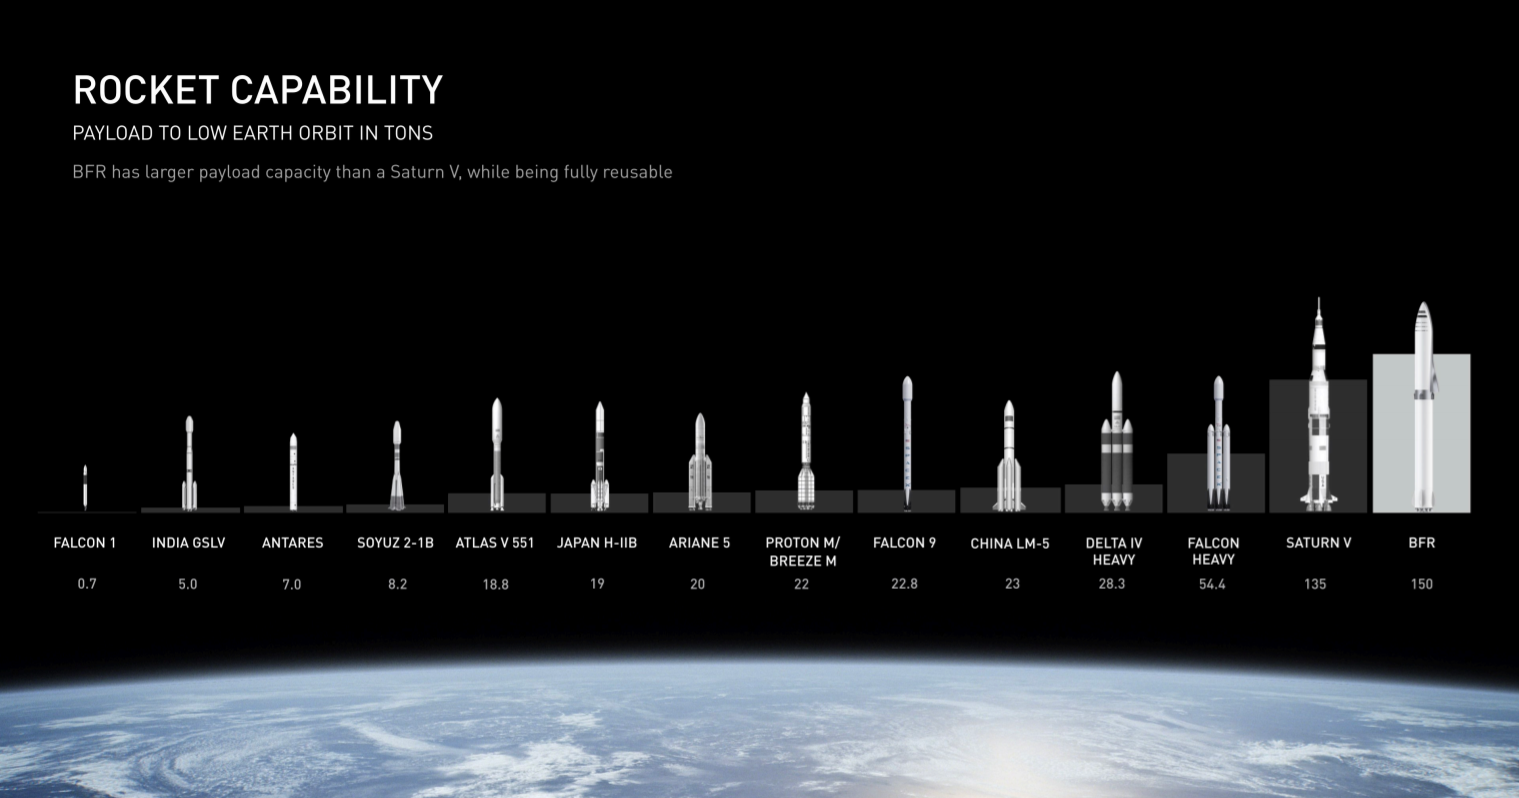 ROCKET CAPABILITY
PAYLOAD TO LOW EARTH ORBIT IN TONS
BFR has larger payload capacity than a Saturn V, while being fully reusable
FALCON 1
0.7
INDIA GSLV
5.0
ANTARES
7.0
SOYUZ 2-1B
8.2
ATLAS V 551
18.8
JAPAN H-IIB
19
ARIANE 5
20
PROTON M/
BREEZE M
22
FALCON 9
22.8
CHINA LM-5
23
DELTA IV
HEAVY
28.3
FALCON
HEAVY
54.4
SATURN V
135
BFR
150